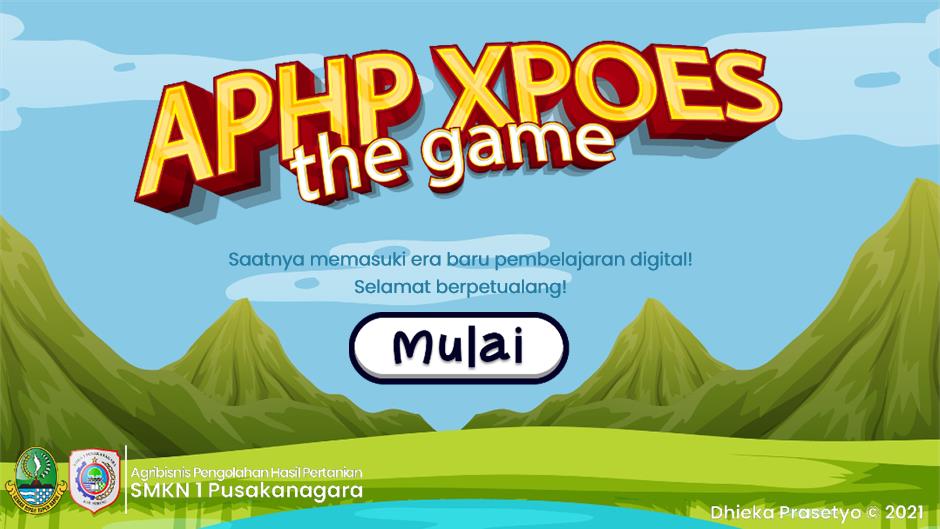 APHP XPOES
the game
Saatnya memasuki era baru pembelajaran digital!
Selamat berpetualang!
Mulai
Agribisnis Pengolahan Hasil Pertanian
SMKN 1 Pusakanagara
Dhieka Prasetyo © 2021